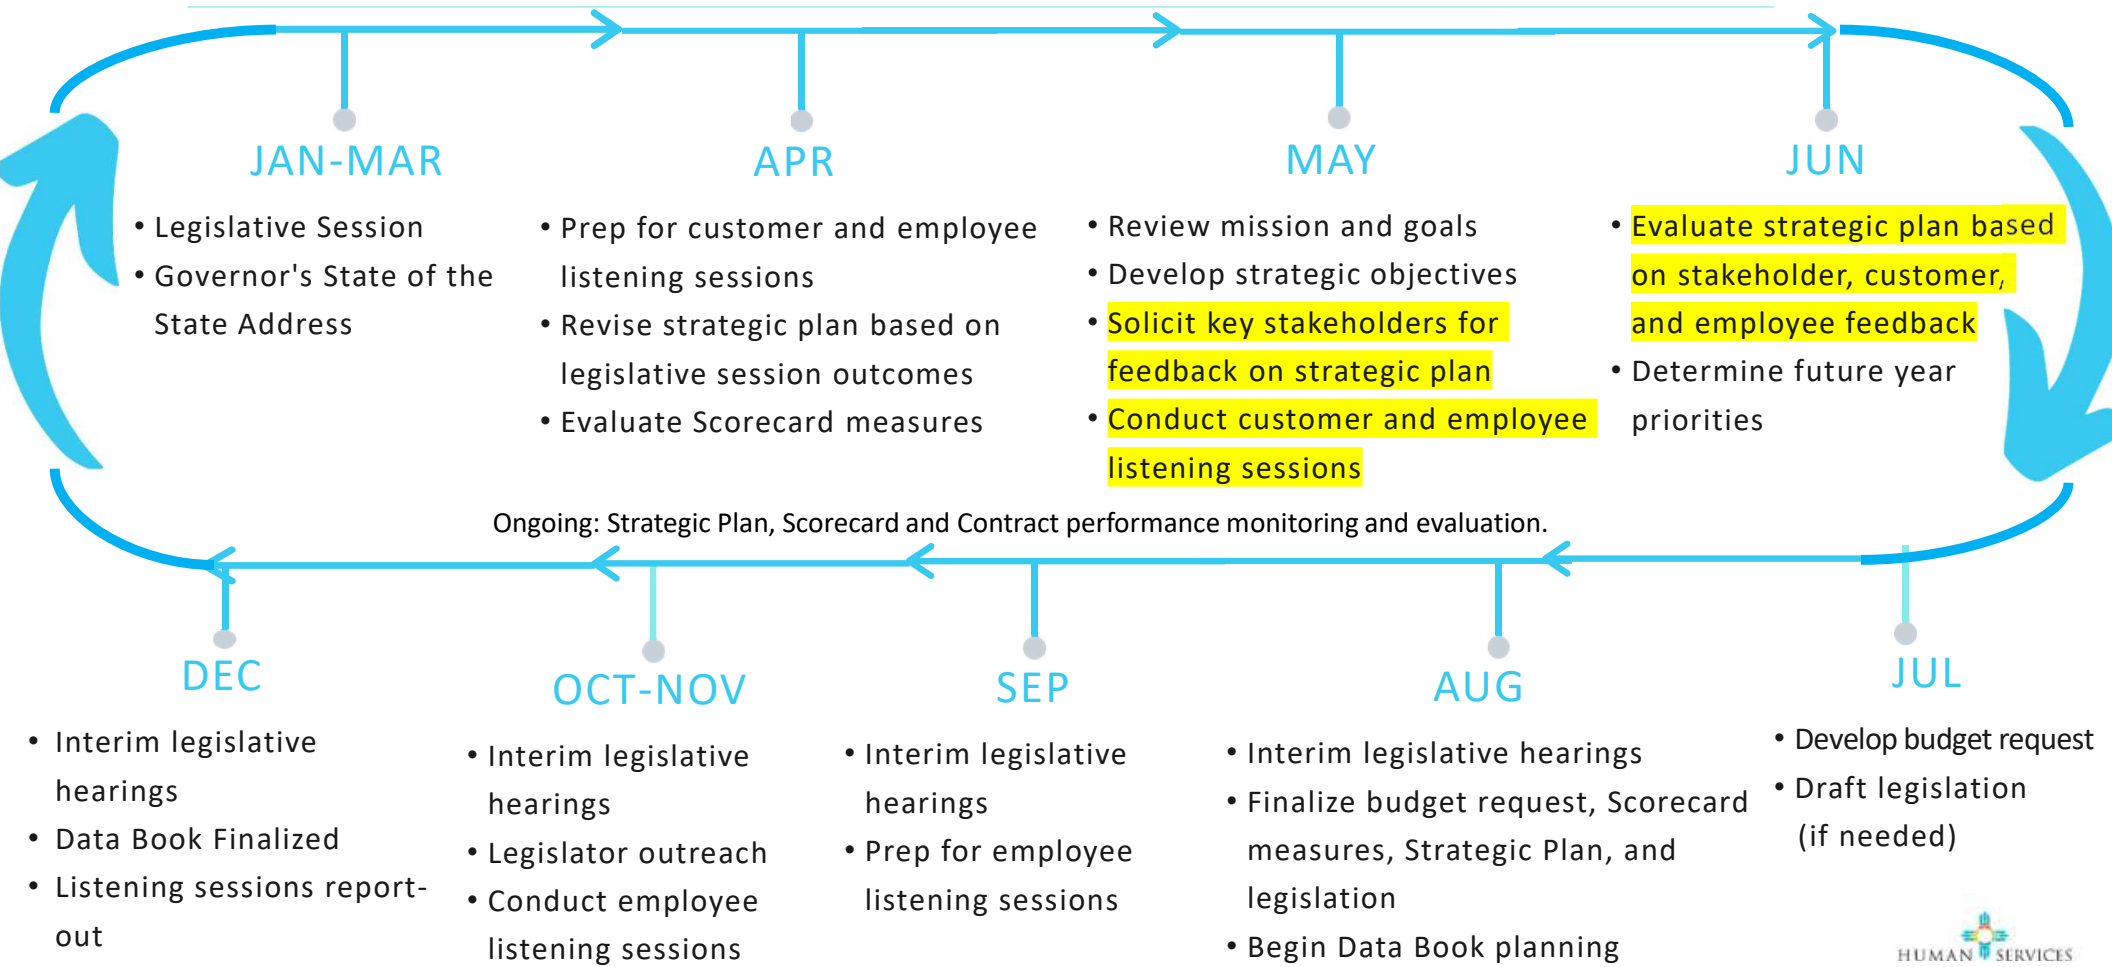 JAN-MAR
• Legislative Session
• Governor's State of the
State Address
APR
• Prep for customer and employee
listening sessions
• Revise strategic plan based on
legislative session outcomes
• Evaluate Scorecard measures
MAY
• Review mission and goals
• Develop strategic objectives
• Solicit key stakeholders for
feedback on strategic plan
• Conduct customer and employee
listening sessions
JUN
• Evaluate strategic plan based
on stakeholder, customer,
and employee feedback
• Determine future year
priorities
Ongoing: Strategic Plan, Scorecard and Contract performance monitoring and evaluation.
DEC
• Interim legislative
hearings
• Data Book Finalized
• Listening sessions report-
out
OCT-NOV
• Interim legislative
hearings
• Legislator outreach
• Conduct employee
listening sessions
SEP
• Interim legislative
hearings
• Prep for employee
listening sessions
AUG
• Interim legislative hearings
• Finalize budget request, Scorecard
measures, Strategic Plan, and
legislation
• Begin Data Book planning
JUL
• Develop budget request
• Draft legislation
(if needed)
HUMAN SERVICES